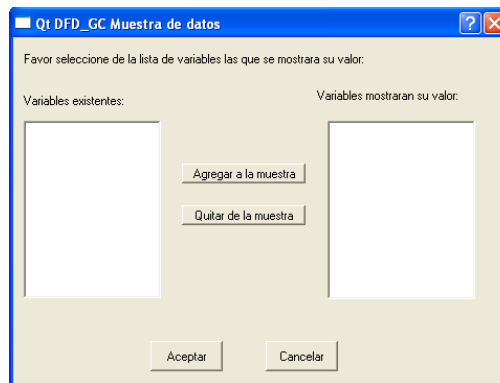 Qt DFD_GC Muestra de datos
Favor seleccione de la lista de variables las que se mostrara su valor:
Variables existentes:
Variables mostraran su valor:
Agregar a la muestra
Quitar de la muestra
Aceptar
Cancelar